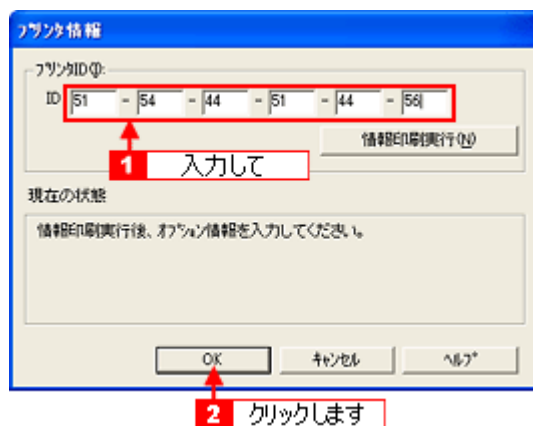 プリンタ情報
プリンタID(I):
ID 51 - 54 - 44 - 51 - 44 - 56
情報印刷実行(N)
1 入力して
現在の状態
情報印刷実行後、オプション情報を入力してください。
OK キャンセル ヘルプ
2 クリックします